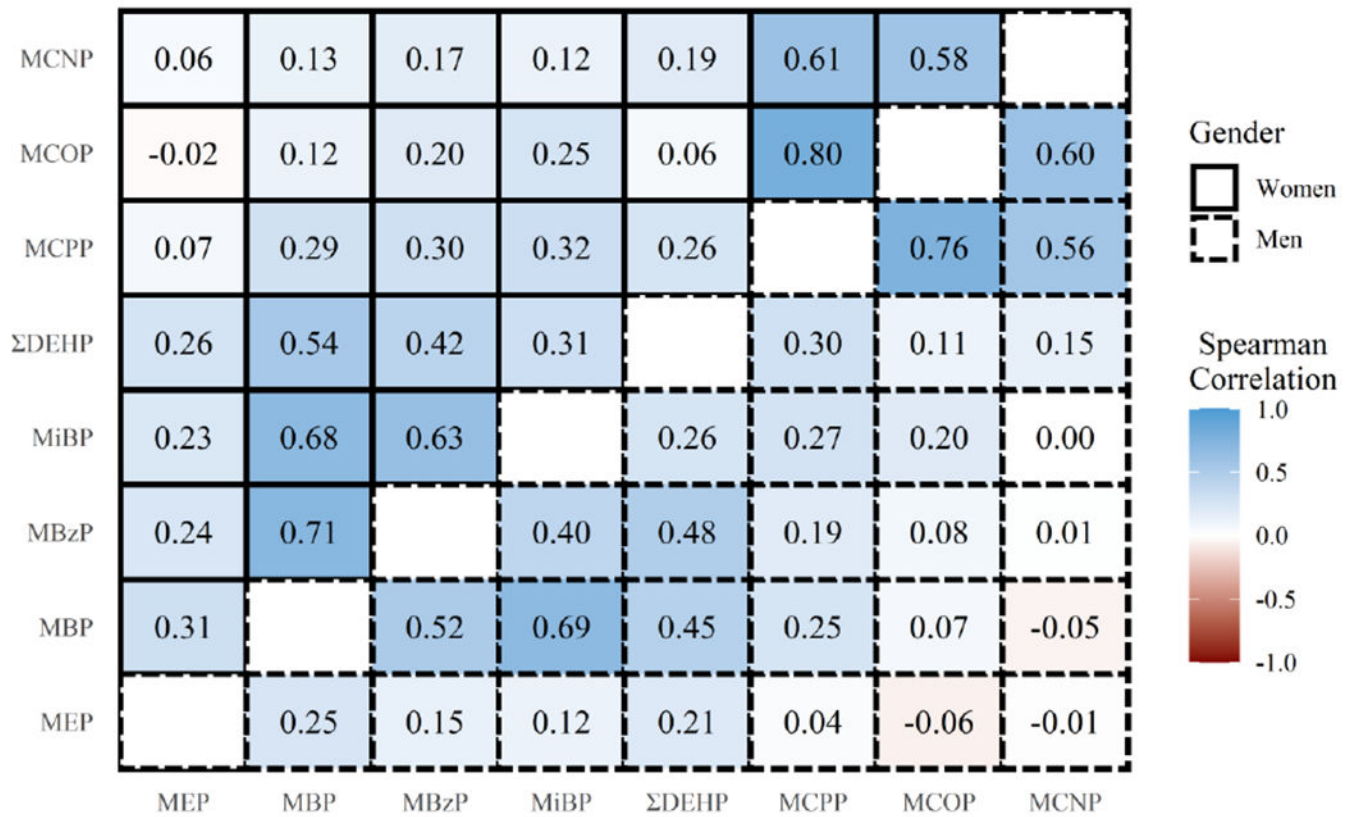 MCNP 0.06 0.13 0.17 0.12 0.19 0.61 0.58
MCOP -0.02 0.12 0.20 0.25 0.06 0.80 0.60
MCPP 0.07 0.29 0.30 0.32 0.26 0.76 0.56
ΣDEHP 0.26 0.54 0.42 0.31 0.30 0.11 0.15
MiBP 0.23 0.68 0.63 0.26 0.27 0.20 0.00
MBzP 0.24 0.71 0.40 0.48 0.19 0.08 0.01
MBP 0.31 0.52 0.69 0.45 0.25 0.07 -0.05
MEP 0.25 0.15 0.12 0.21 0.04 -0.06 -0.01
MEP MBP MBzP MiBP ΣDEHP MCPP MCOP MCNP
Gender
Women
Men
Spearman
Correlation
1.0
0.5
0.0
-0.5
-1.0